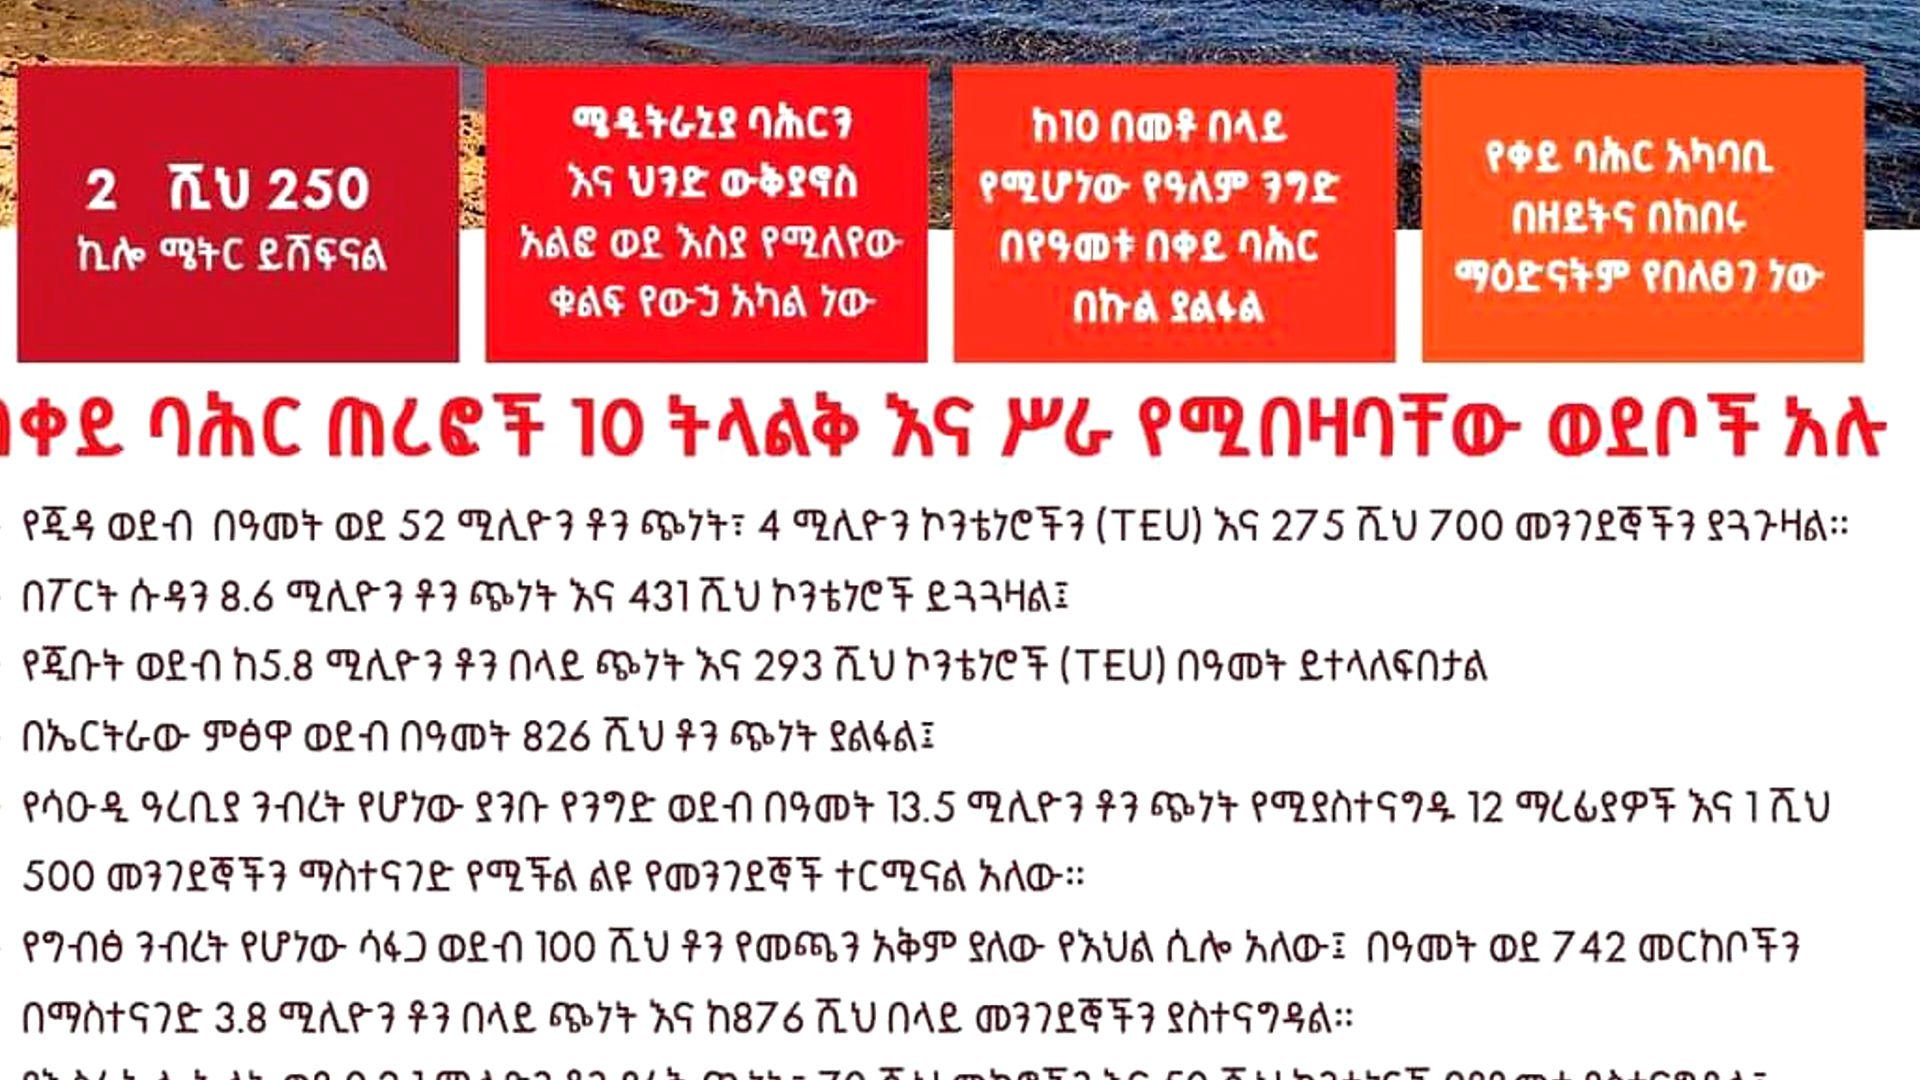 2 ሺህ 250
ኪሎ ሜትር ይሸፍናል
ሜዲትራኒያ ባሕርን
እና ህንድ ውቅያኖስ
አልፎ ወደ እስያ የሚለየው
ቁልፍ የውኃ አካል ነው
ከ10 በመቶ በላይ
የሚሆነው የዓለም ንግድ
በየዓመቱ በቀይ ባሕር
በኩል ያልፋል
የቀይ ባሕር አካባቢ
በዘይትና በከበሩ
ማዕድናትም የበለፀገ ነው
በቀይ ባሕር ጠረፎች 10 ትላልቅ እና ሥራ የሚበዛባቸው ወደቦች አሉ
የጂዳ ወደብ በዓመት ወደ 52 ሚሊዮን ቶን ጭነት፣ 4 ሚሊዮን ኮንቴነሮችን (TEU) እና 275 ሺህ 700 መንገደኞችን ያጓጉዛል።
በፖርት ሱዳን 8.6 ሚሊዮን ቶን ጭነት እና 431 ሺህ ኮንቴነሮች ይጓጓዛል፤
የጂቡት ወደብ ከ5.8 ሚሊዮን ቶን በላይ ጭነት እና 293 ሺህ ኮንቴነሮች (TEU) በዓመት ይተላለፍበታል
በኤርትራው ምፅዋ ወደብ በዓመት 826 ሺህ ቶን ጭነት ያልፋል፤
የሳዑዲ ዓረቢያ ንብረት የሆነው ያንቡ የንግድ ወደብ በዓመት 13.5 ሚሊዮን ቶን ጭነት የሚያስተናግዱ 12 ማረፊያዎች እና 1 ሺህ
500 መንገደኞችን ማስተናገድ የሚችል ልዩ የመንገደኞች ተርሚናል አለው።
የግብፅ ንብረት የሆነው ሳፋጋ ወደብ 100 ሺህ ቶን የመጫን አቅም ያለው የእህል ሲሎ አለው፤ በዓመት ወደ 742 መርከቦችን
በማስተናገድ 3.8 ሚሊዮን ቶን በላይ ጭነት እና ከ876 ሺህ በላይ መንገደኞችን ያስተናግዳል።